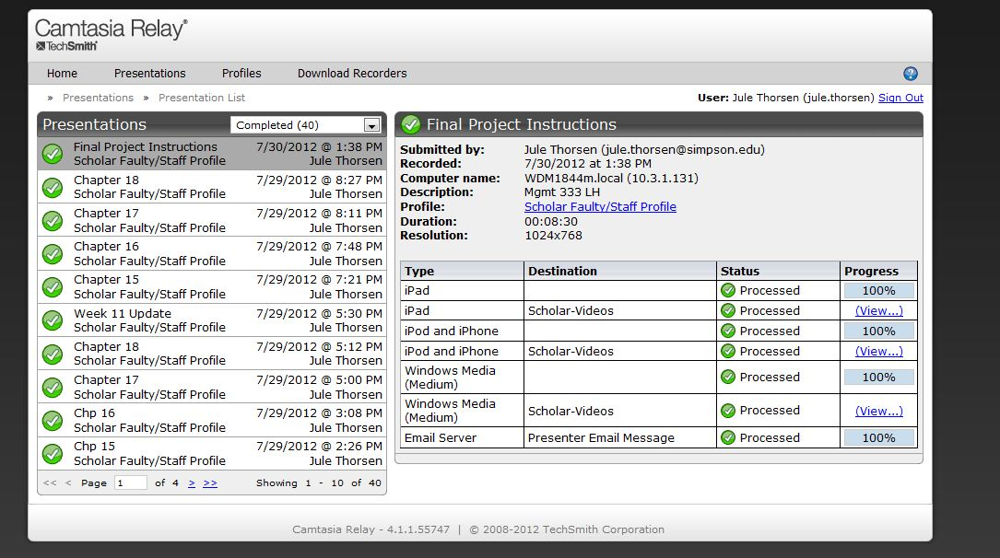 Camtasia Relay®
TechSmith®
Home Presentations Profiles Download Recorders ?
» Presentations » Presentation List
User: Jule Thorsen (jule.thorsen) Sign Out
Presentations Completed (40)
Final Project Instructions 7/30/2012 @ 1:38 PM
Scholar Faulty/Staff Profile Jule Thorsen
Chapter 18 7/29/2012 @ 8:27 PM
Scholar Faulty/Staff Profile Jule Thorsen
Chapter 17 7/29/2012 @ 8:11 PM
Scholar Faulty/Staff Profile Jule Thorsen
Chapter 16 7/29/2012 @ 7:48 PM
Scholar Faulty/Staff Profile Jule Thorsen
Chapter 15 7/29/2012 @ 7:21 PM
Scholar Faulty/Staff Profile Jule Thorsen
Week 11 Update 7/29/2012 @ 5:30 PM
Scholar Faulty/Staff Profile Jule Thorsen
Chapter 18 7/29/2012 @ 5:12 PM
Scholar Faulty/Staff Profile Jule Thorsen
Chapter 17 7/29/2012 @ 5:00 PM
Scholar Faulty/Staff Profile Jule Thorsen
Chp 16 7/29/2012 @ 3:08 PM
Scholar Faulty/Staff Profile Jule Thorsen
Chp 15 7/29/2012 @ 2:26 PM
Scholar Faulty/Staff Profile Jule Thorsen
<< < Page 1 of 4 > >> Showing 1 - 10 of 40
Final Project Instructions
Submitted by: Jule Thorsen (jule.thorsen@simpson.edu)
Recorded: 7/30/2012 at 1:38 PM
Computer name: WDM1844m.local (10.3.1.131)
Description: Mgmt 333 LH
Profile: Scholar Faulty/Staff Profile
Duration: 00:08:30
Resolution: 1024x768
Type Destination Status Progress
iPad Processed 100%
iPad Scholar-Videos Processed (View...)
iPod and iPhone Processed 100%
iPod and iPhone Scholar-Videos Processed (View...)
Windows Media
(Medium) Processed 100%
Windows Media
(Medium) Scholar-Videos Processed (View...)
Email Server Presenter Email Message Processed 100%
Camtasia Relay - 4.1.1.55747 | © 2008-2012 TechSmith Corporation